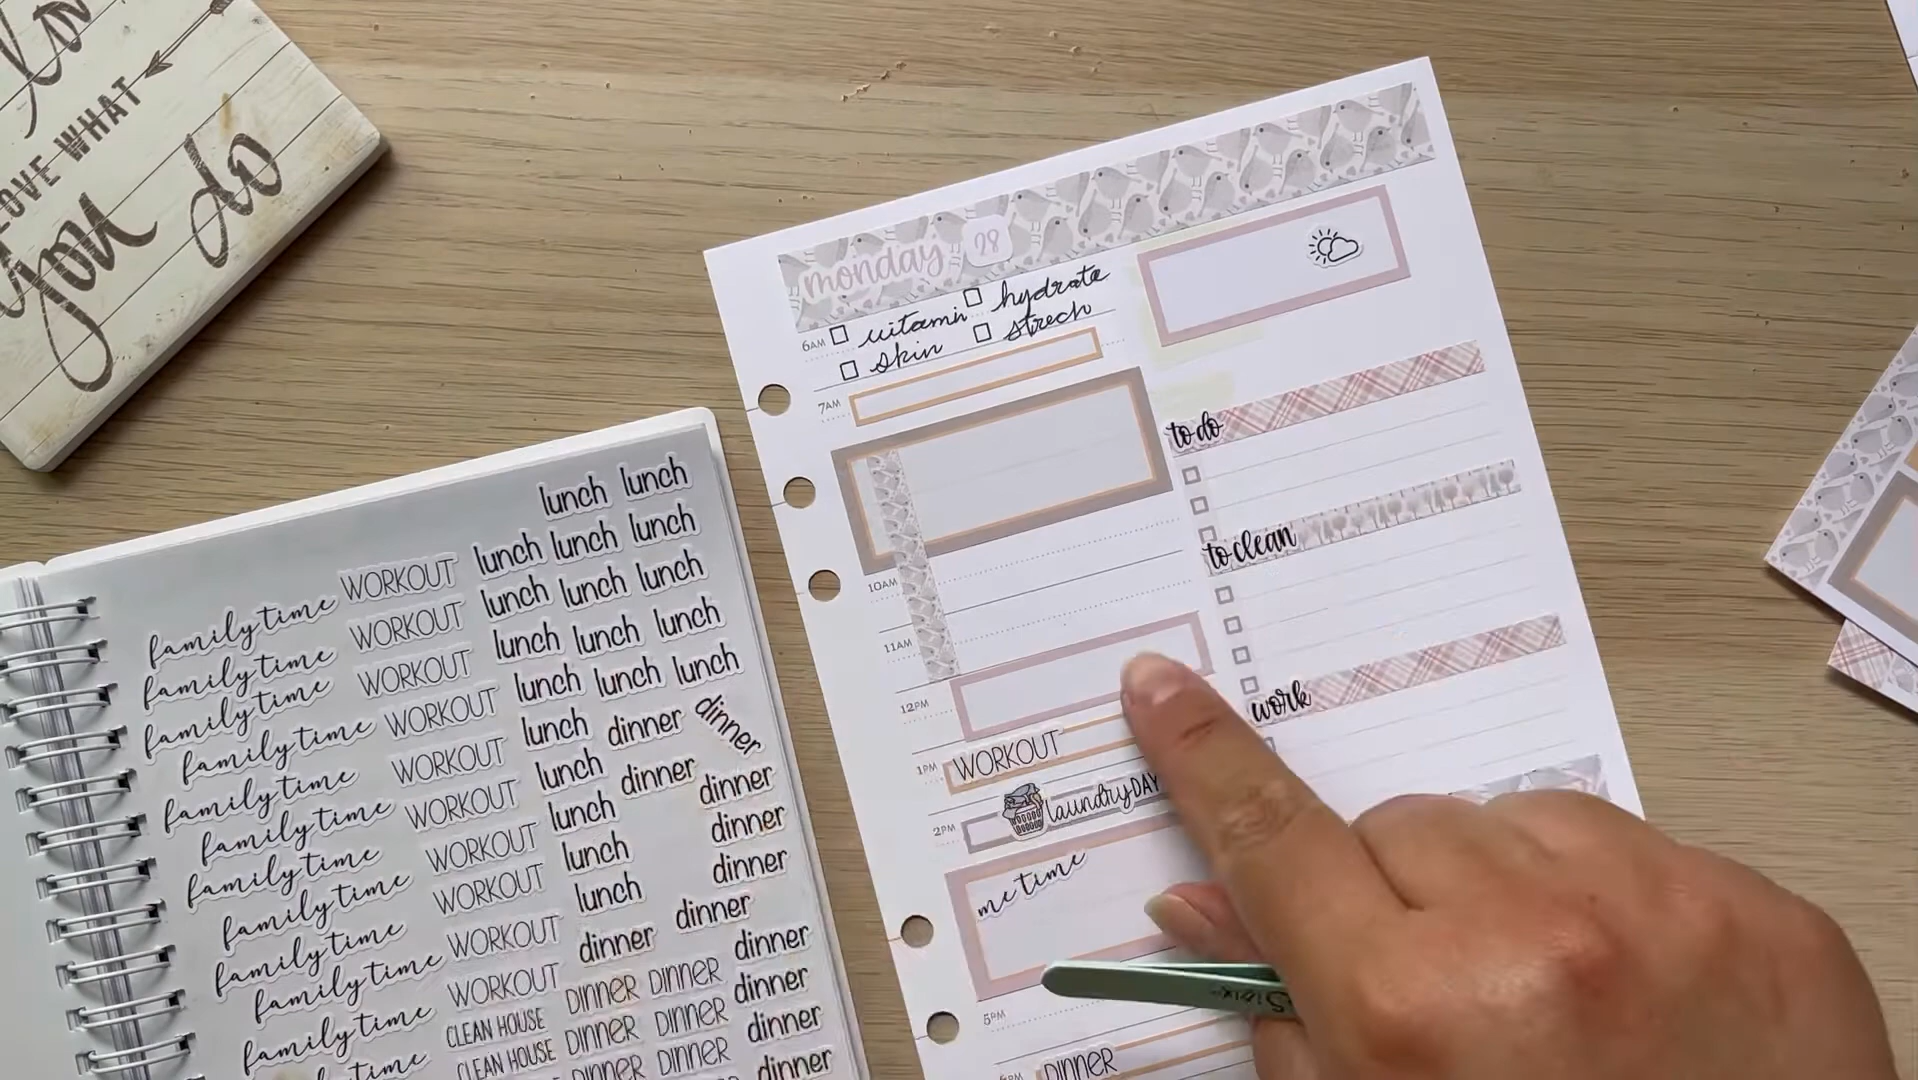 LOVE WHAT
you do
monday 28
hydrate
vitamin
strech
skin
6AM
7AM
10AM
11AM
12PM
1PM
WORKOUT
2PM
laundry DAY
me time
5PM
DINNER
to do
to clean
work
lunch lunch
WORKOUT lunch lunch lunch
family time WORKOUT lunch lunch lunch
family time WORKOUT lunch lunch lunch
family time WORKOUT lunch lunch lunch
family time WORKOUT lunch dinner dinner
family time WORKOUT lunch dinner dinner
family time WORKOUT lunch dinner
family time WORKOUT lunch dinner
family time WORKOUT lunch dinner
family time WORKOUT dinner dinner
family time CLEAN HOUSE DINNER DINNER dinner
family time CLEAN HOUSE DINNER DINNER dinner
dinner